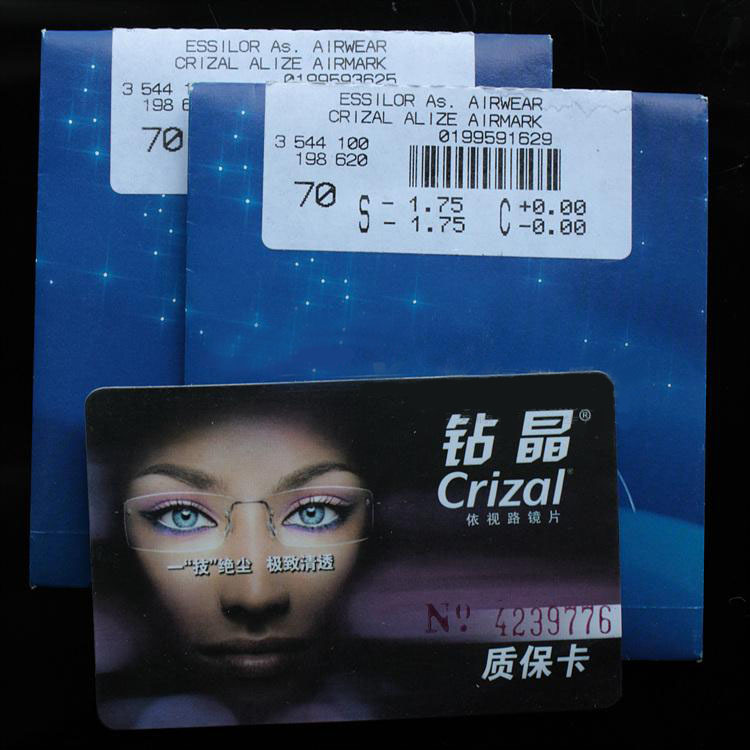 ESSILOR As. AIRWEAR
CRIZAL ALIZE AIRMARK
0199593625
3 544 1
198 6
70
ESSILOR As. AIRWEAR
CRIZAL ALIZE AIRMARK
0199591629
3 544 100
198 620
70
S - 1.75 C +0.00
- 1.75 -0.00
钻晶®
Crizal®
依视路镜片
一“技”绝尘 极致清透
Nº 4239776
质保卡